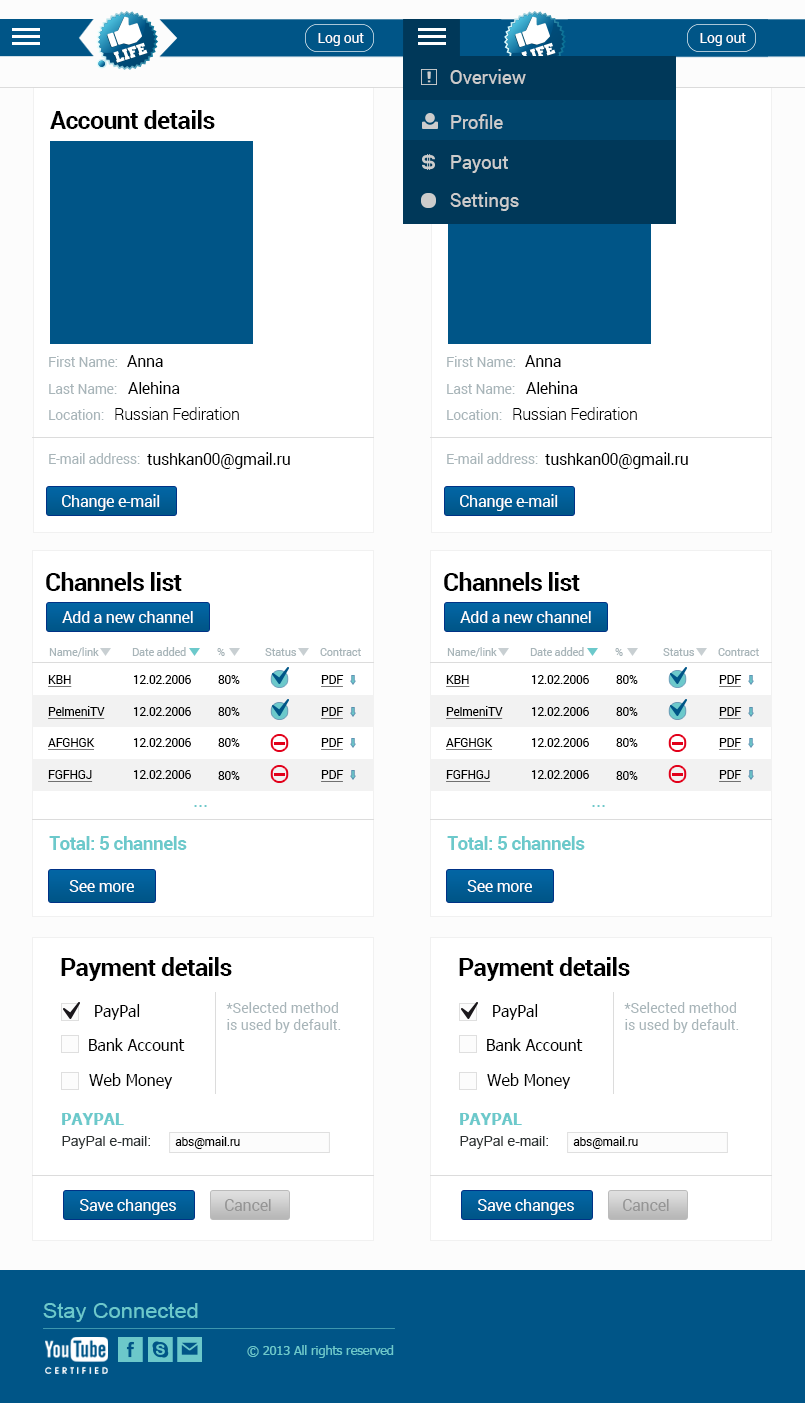 LIFE
Log out
Account details
First Name: Anna
Last Name: Alehina
Location: Russian Fediration
E-mail address: tushkan00@gmail.ru
Change e-mail
Channels list
Add a new channel
Name/link Date added % Status Contract
KBH 12.02.2006 80% PDF
PelmeniTV 12.02.2006 80% PDF
AFGHGK 12.02.2006 80% PDF
FGFHGJ 12.02.2006 80% PDF
...
Total: 5 channels
See more
Payment details
PayPal
Bank Account
Web Money
*Selected method
is used by default.
PAYPAL
PayPal e-mail: abs@mail.ru
Save changes Cancel
LIFE
Log out
Overview
Profile
$ Payout
Settings
First Name: Anna
Last Name: Alehina
Location: Russian Fediration
E-mail address: tushkan00@gmail.ru
Change e-mail
Channels list
Add a new channel
Name/link Date added % Status Contract
KBH 12.02.2006 80% PDF
PelmeniTV 12.02.2006 80% PDF
AFGHGK 12.02.2006 80% PDF
FGFHGJ 12.02.2006 80% PDF
...
Total: 5 channels
See more
Payment details
PayPal
Bank Account
Web Money
*Selected method
is used by default.
PAYPAL
PayPal e-mail: abs@mail.ru
Save changes Cancel
Stay Connected
YouTube
CERTIFIED
© 2013 All rights reserved